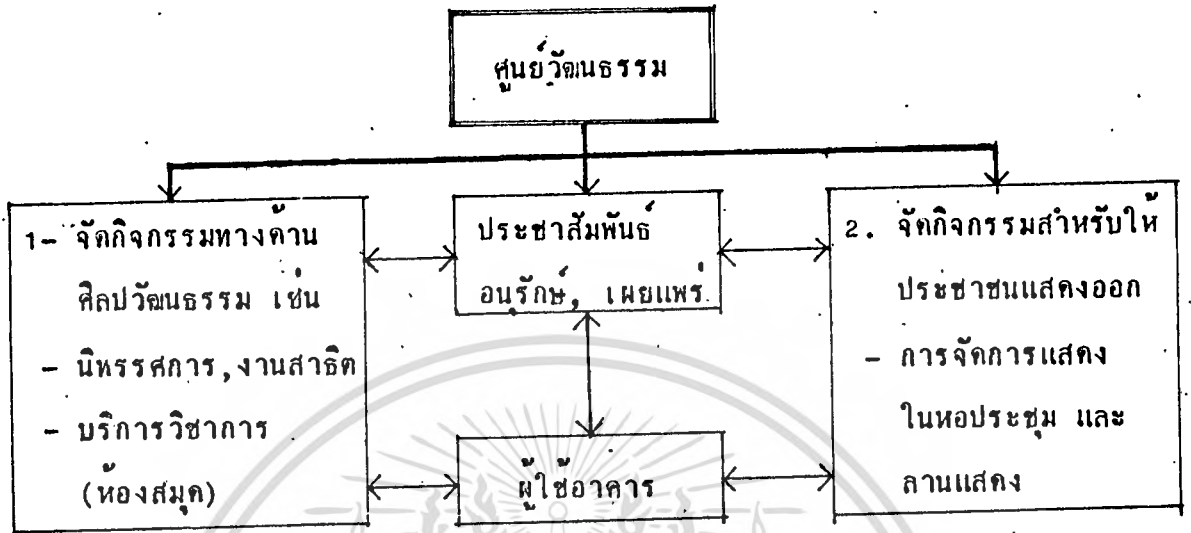 ศูนย์วัฒนธรรม
1- จัดกิจกรรมทางด้าน
ศิลปวัฒนธรรม เช่น
- นิทรรศการ,งานสาธิต
- บริการวิชาการ
(ห้องสมุด)
ประชาสัมพันธ์
อนุรักษ์, เผยแพร่.
ผู้ใช้อาคาร
2. จัดกิจกรรมสำหรับให้
ประชาชนแสดงออก
- การจัดการแสดง
ในหอประชุม และ
ลานแสดง